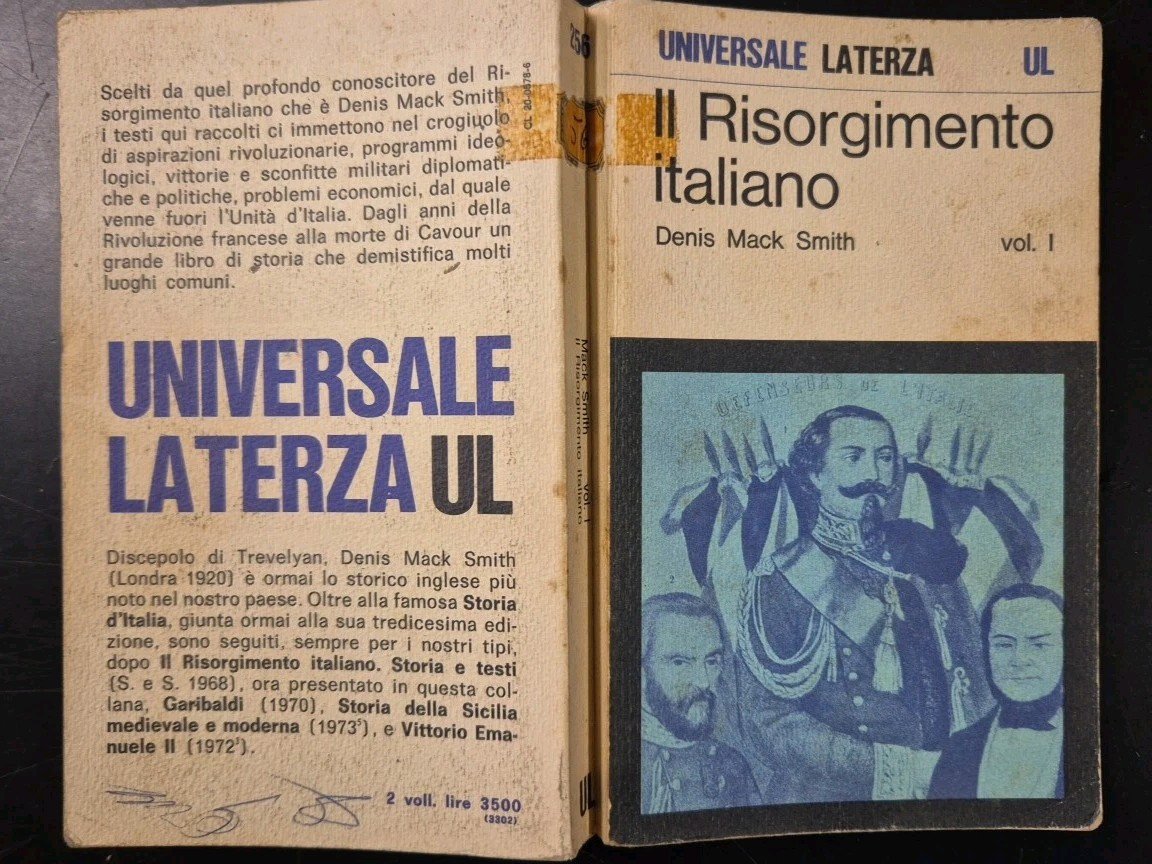 Scelti da quel profondo conoscitore del Ri-
sorgimento italiano che è Denis Mack Smith,
i testi qui raccolti ci immettono nel crogiuolo
di aspirazioni rivoluzionarie, programmi ideo-
logici, vittorie e sconfitte militari diplomati-
che e politiche, problemi economici, dal quale
venne fuori l'Unità d'Italia. Dagli anni della
Rivoluzione francese alla morte di Cavour un
grande libro di storia che demistifica molti
luoghi comuni.
UNIVERSALE
LATERZA UL
Discepolo di Trevelyan, Denis Mack Smith
(Londra 1920) è ormai lo storico inglese più
noto nel nostro paese. Oltre alla famosa Storia
d'Italia, giunta ormai alla sua tredicesima edi-
zione, sono seguiti, sempre per i nostri tipi,
dopo Il Risorgimento italiano. Storia e testi
(S. e S. 1968), ora presentato in questa col-
lana, Garibaldi (1970), Storia della Sicilia
medievale e moderna (1973⁵), e Vittorio Ema-
nuele II (1972²).
2 voll. lire 3500
(3302)
CL 20-0578-6
256
56
Mack Smith vol. I
Il Risorgimento italiano
UL
UNIVERSALE LATERZA UL
Il Risorgimento
italiano
Denis Mack Smith vol. I
DEFENSEURS DE L'ITALIE